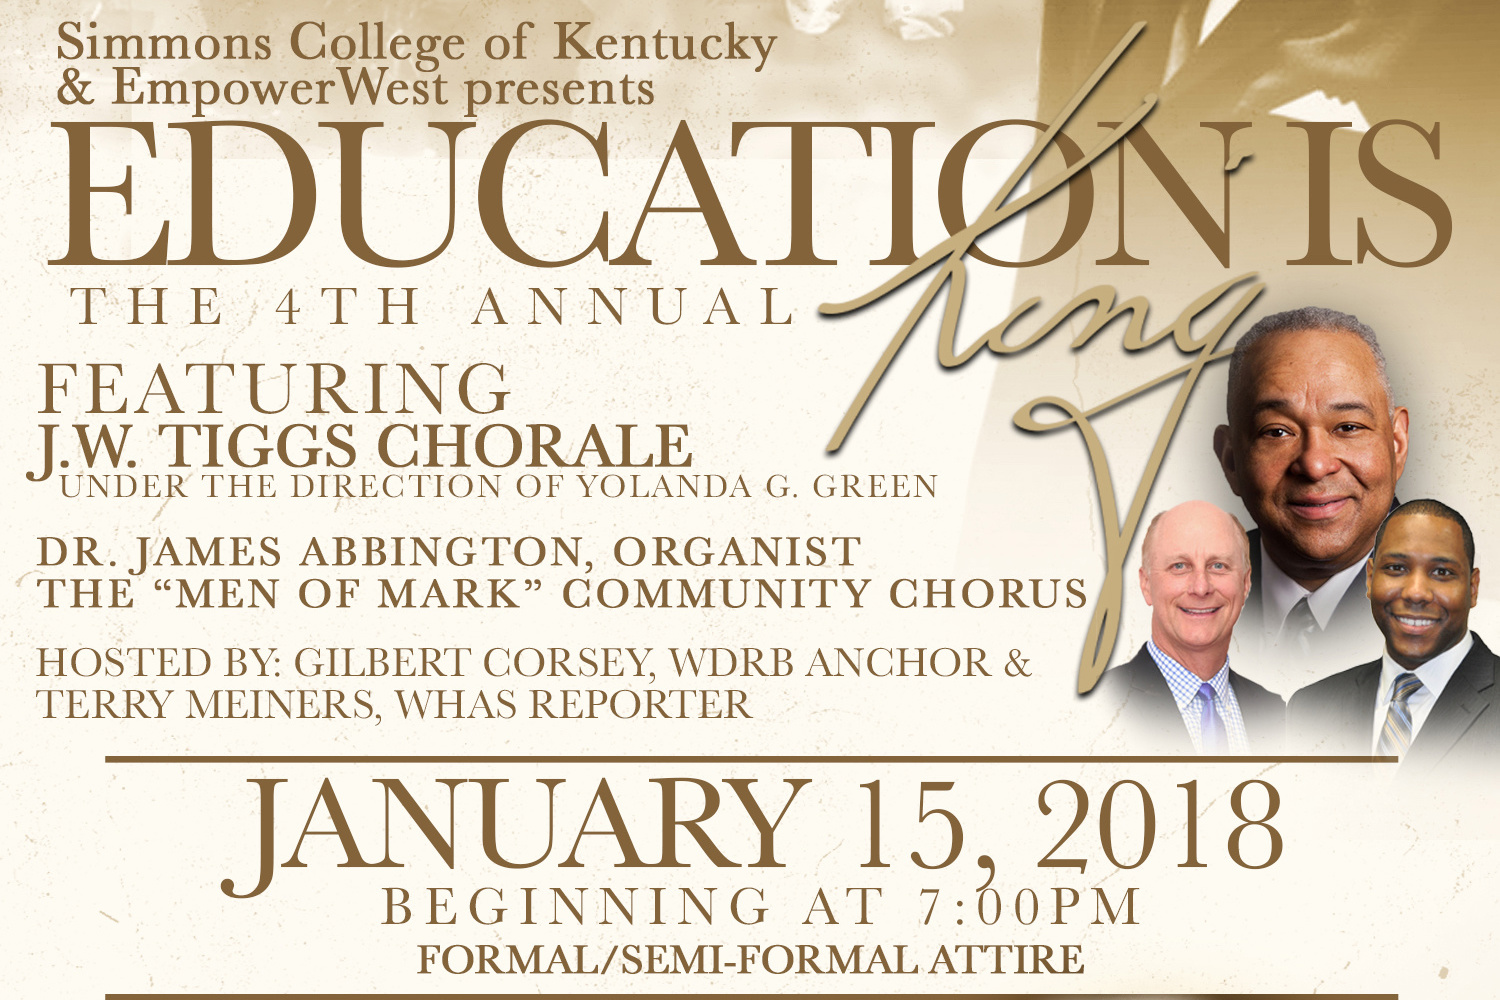 Simmons College of Kentucky
& EmpowerWest presents
EDUCATION IS
King
THE 4TH ANNUAL
FEATURING
J.W. TIGGS CHORALE
UNDER THE DIRECTION OF YOLANDA G. GREEN
DR. JAMES ABBINGTON, ORGANIST
THE “MEN OF MARK” COMMUNITY CHORUS
HOSTED BY: GILBERT CORSEY, WDRB ANCHOR &
TERRY MEINERS, WHAS REPORTER
JANUARY 15, 2018
BEGINNING AT 7:00PM
FORMAL/SEMI-FORMAL ATTIRE